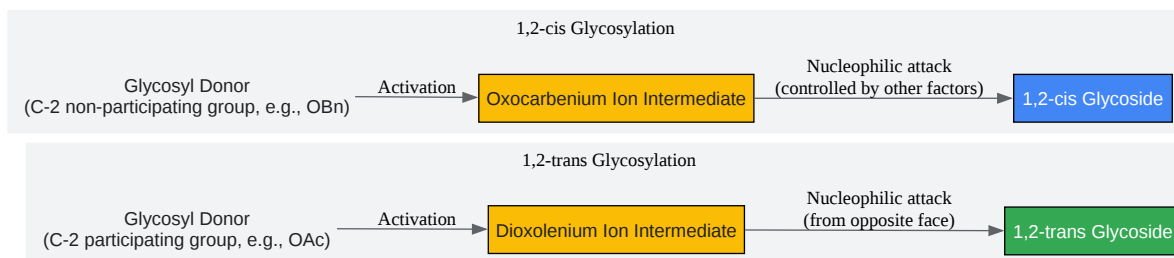 1,2-cis Glycosylation
Glycosyl Donor
(C-2 non-participating group, e.g., OBn)
Activation
Oxocarbenium Ion Intermediate
Nucleophilic attack
(controlled by other factors)
1,2-cis Glycoside
1,2-trans Glycosylation
Glycosyl Donor
(C-2 participating group, e.g., OAc)
Activation
Dioxolenium Ion Intermediate
Nucleophilic attack
(from opposite face)
1,2-trans Glycoside